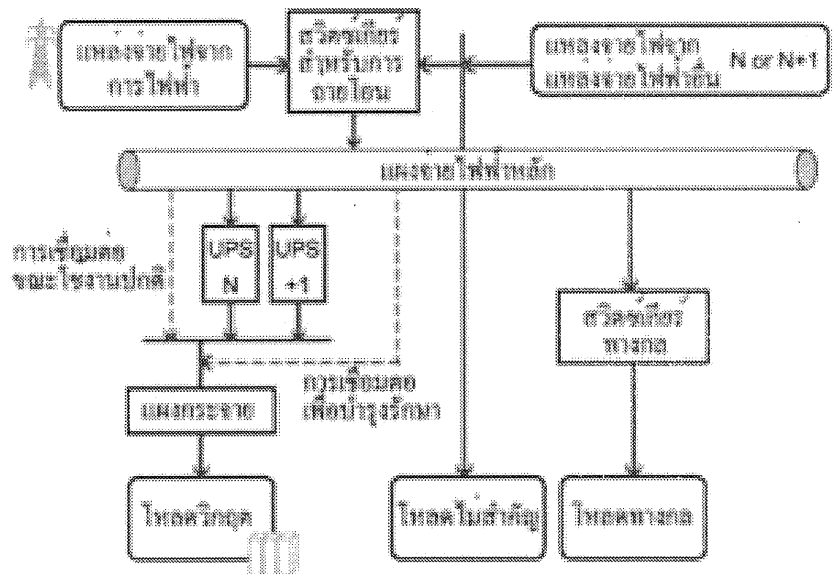 แหล่งจ่ายไฟจาก
การไฟฟ้า
สวิตช์เกียร์
สำหรับการ
ถ่ายโอน
แหล่งจ่ายไฟจาก
แหล่งจ่ายไฟฟ้าอื่น
N or N+1
แผงจ่ายไฟฟ้าหลัก
การเชื่อมต่อ
ขณะใช้งานปกติ
UPS
N
UPS
+1
สวิตช์เกียร์
ทางกล
การเชื่อมต่อ
เพื่อบำรุงรักษา
แผงกระจาย
โหลดวิกฤต
โหลดไม่สำคัญ
โหลดทางกล